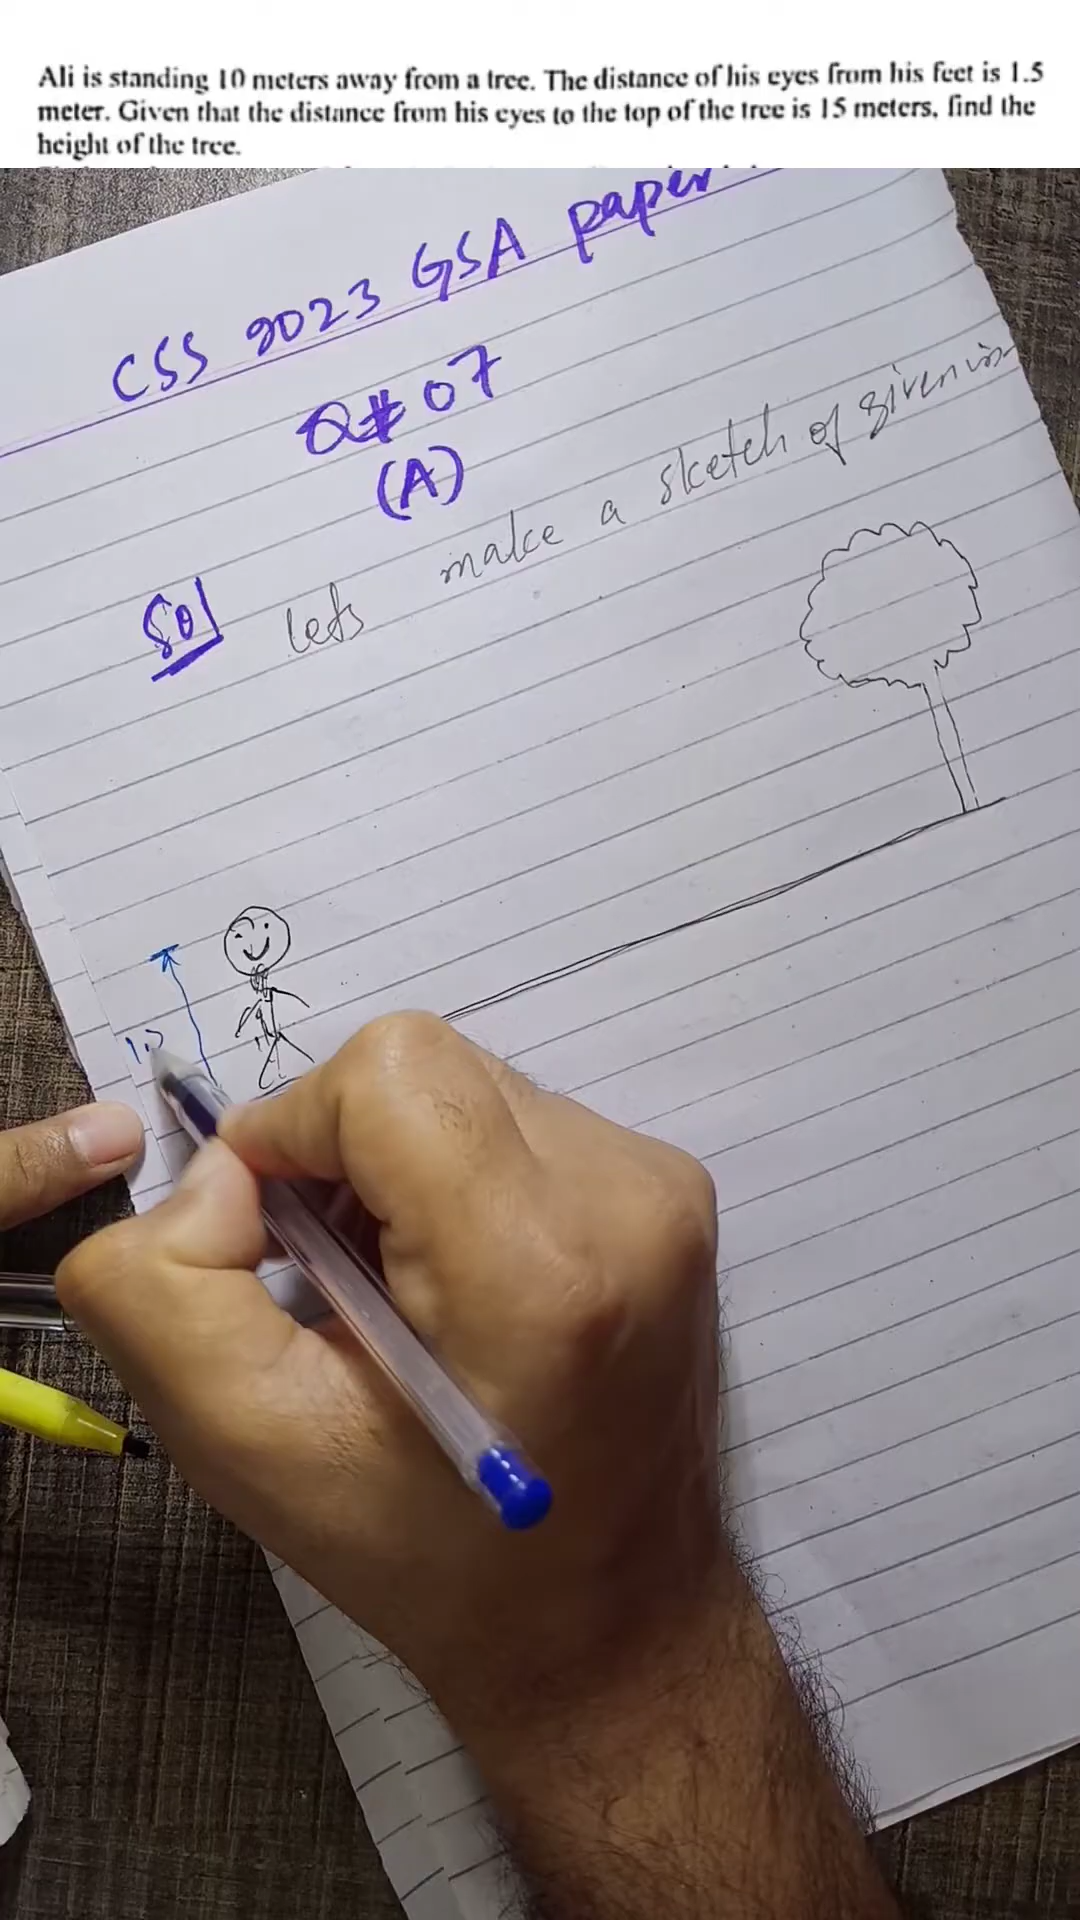 Ali is standing 10 meters away from a tree. The distance of his eyes from his feet is 1.5
meter. Given that the distance from his eyes to the top of the tree is 15 meters, find the
height of the tree.
CSS 2023 GSA paper
Q# 07
(A)
Sol
Lets make a sketch of given